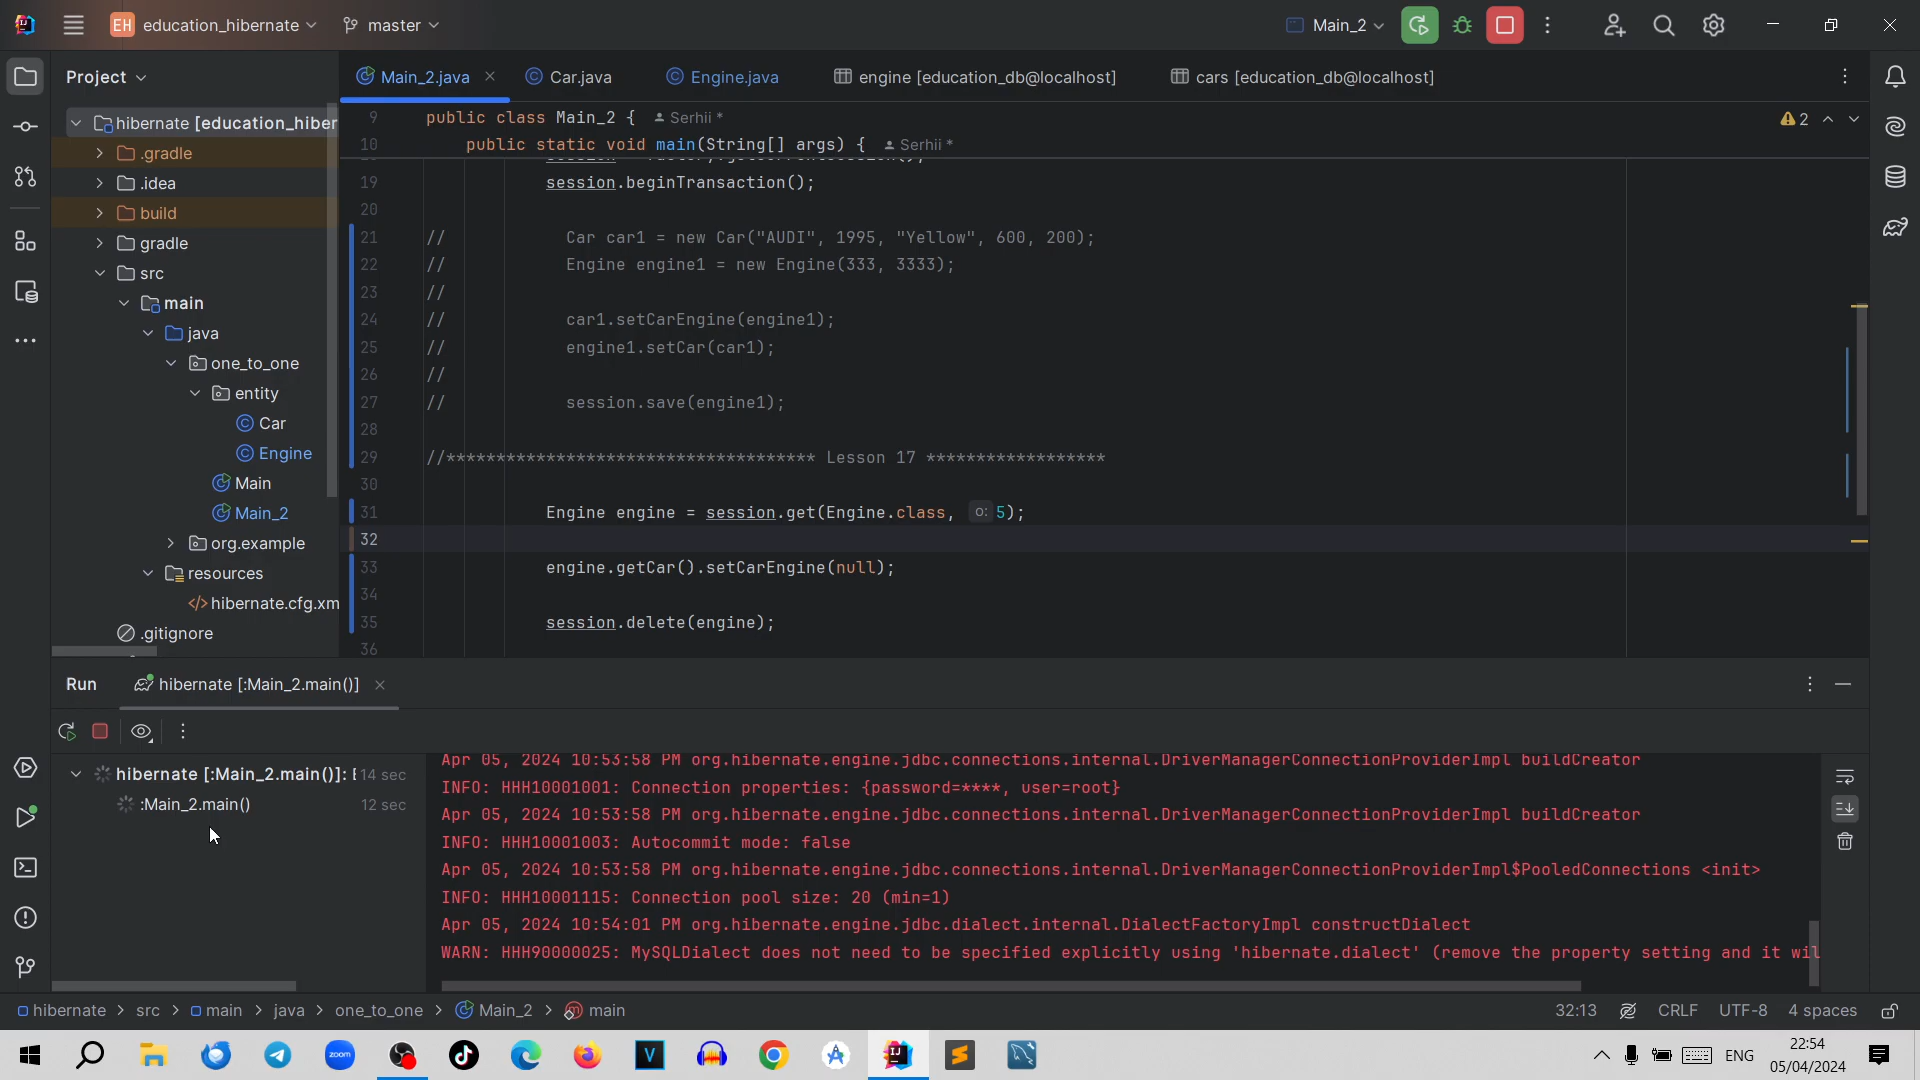 EH education_hibernate master Main_2
Project
Main_2.java Car.java Engine.java engine [education_db@localhost] cars [education_db@localhost]
hibernate [education_hiber
.gradle
.idea
build
gradle
src
main
java
one_to_one
entity
Car
Engine
Main
Main_2
org.example
resources
hibernate.cfg.xm
.gitignore
9 public class Main_2 { Serhii *
2
10 public static void main(String[] args) { Serhii *
19 session.beginTransaction();
20
21 // Car car1 = new Car("AUDI", 1995, "Yellow", 600, 200);
22 // Engine engine1 = new Engine(333, 3333);
23 //
24 // car1.setCarEngine(engine1);
25 // engine1.setCar(car1);
26 //
27 // session.save(engine1);
28
29 //************************************* Lesson 17 ******************
30
31 Engine engine = session.get(Engine.class, o: 5);
32
33 engine.getCar().setCarEngine(null);
34
35 session.delete(engine);
36
Run hibernate [:Main_2.main()]
hibernate [:Main_2.main()]: 14 sec
:Main_2.main() 12 sec
Apr 05, 2024 10:53:58 PM org.hibernate.engine.jdbc.connections.internal.DriverManagerConnectionProviderImpl buildCreator
INFO: HHH10001001: Connection properties: {password=****, user=root}
Apr 05, 2024 10:53:58 PM org.hibernate.engine.jdbc.connections.internal.DriverManagerConnectionProviderImpl buildCreator
INFO: HHH10001003: Autocommit mode: false
Apr 05, 2024 10:53:58 PM org.hibernate.engine.jdbc.connections.internal.DriverManagerConnectionProviderImpl$PooledConnections <init>
INFO: HHH10001115: Connection pool size: 20 (min=1)
Apr 05, 2024 10:54:01 PM org.hibernate.engine.jdbc.dialect.internal.DialectFactoryImpl constructDialect
WARN: HHH90000025: MySQLDialect does not need to be specified explicitly using 'hibernate.dialect' (remove the property setting and it wil
hibernate > src > main > java > one_to_one > Main_2 > main
32:13 CRLF UTF-8 4 spaces
zoom
ENG
22:54
05/04/2024